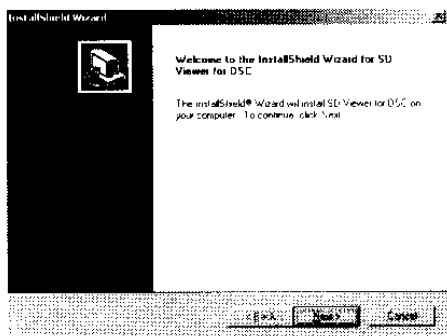 InstallShield Wizard
Welcome to the InstallShield Wizard for SD
Viewer for DSC
The InstallShield® Wizard will install SD Viewer for DSC on
your computer. To continue, click Next.
< Back
Next >
Cancel